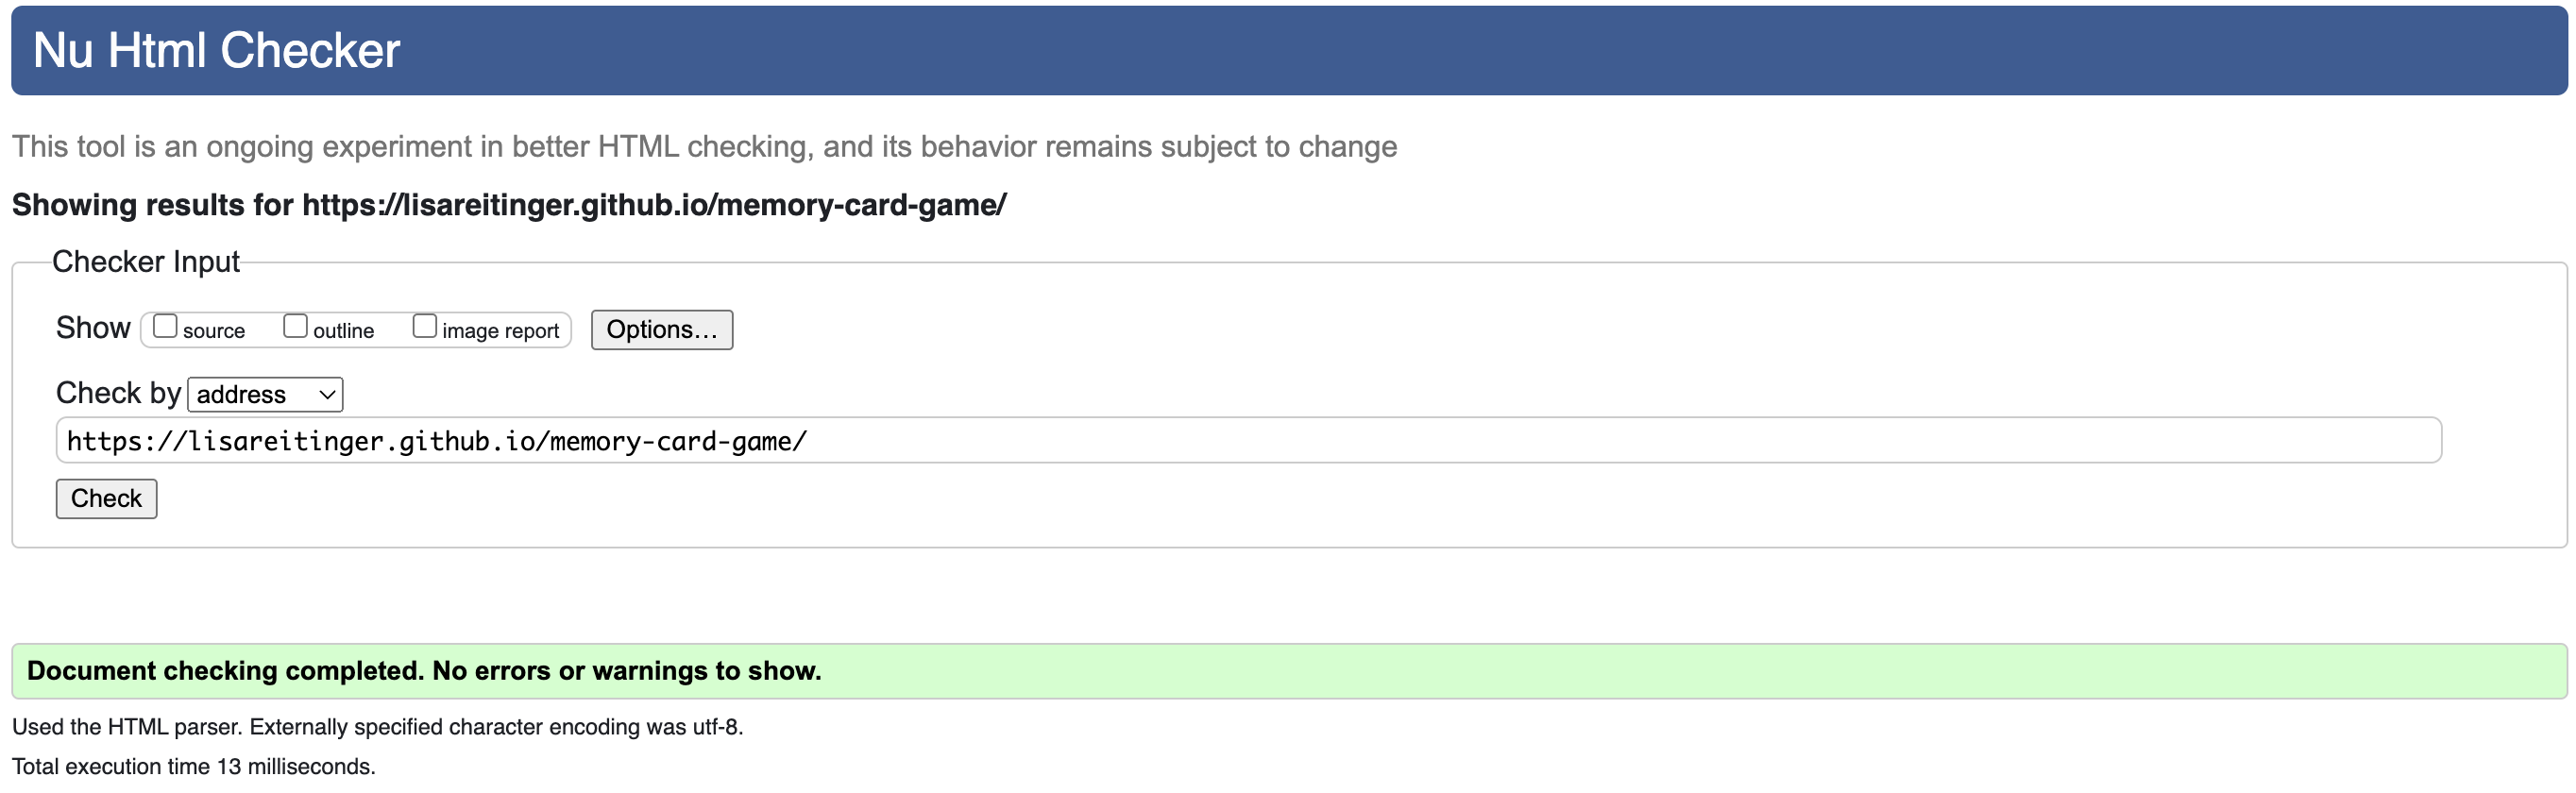 Nu Html Checker
This tool is an ongoing experiment in better HTML checking, and its behavior remains subject to change
Showing results for https://lisareitinger.github.io/memory-card-game/
Checker Input
Show source outline image report Options...
Check by address
https://lisareitinger.github.io/memory-card-game/
Check
Document checking completed. No errors or warnings to show.
Used the HTML parser. Externally specified character encoding was utf-8.
Total execution time 13 milliseconds.